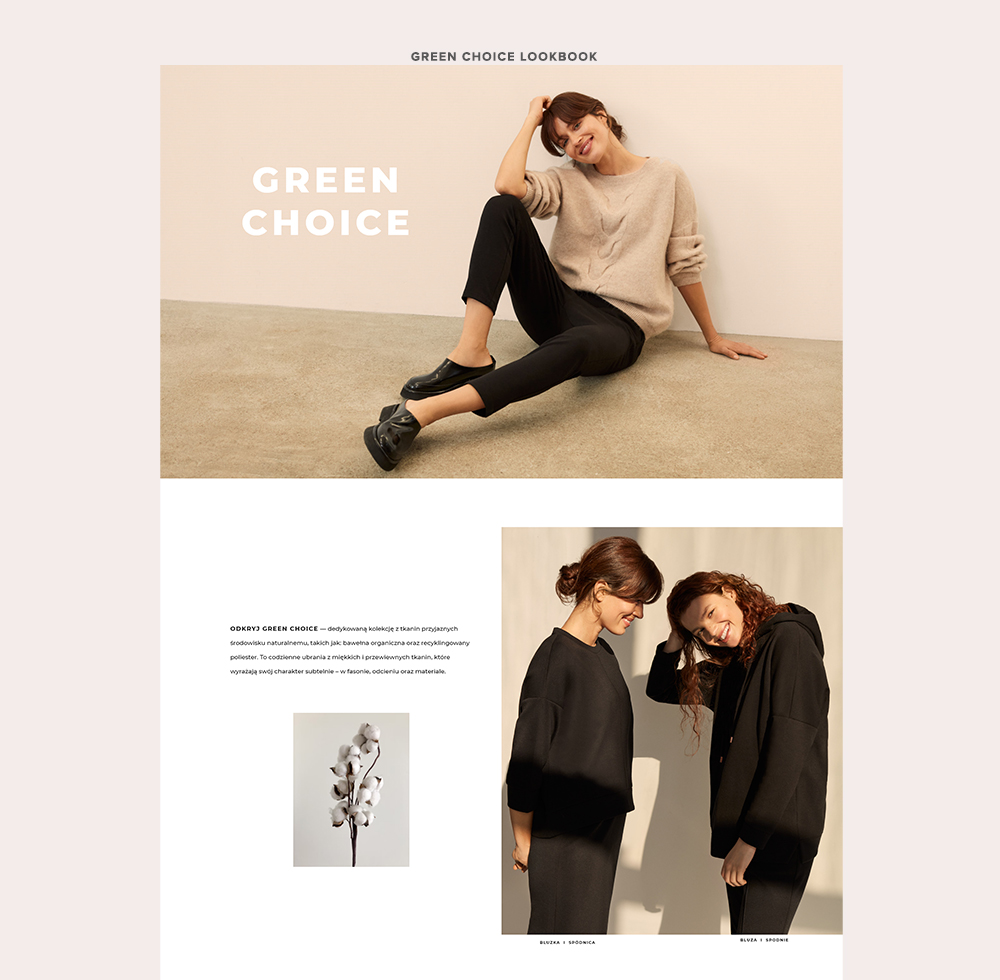 GREEN CHOICE LOOKBOOK
GREEN
CHOICE
ODKRYJ GREEN CHOICE — dedykowaną kolekcję z tkanin przyjaznych
środowisku naturalnemu, takich jak: bawełna organiczna oraz recyklingowany
poliester. To codzienne ubrania z miękkich i przewiewnych tkanin, które
wyrażają swój charakter subtelnie – w fasonie, odcieniu oraz materiale.
BLUZKA I SPÓDNICA
BLUZA I SPODNIE